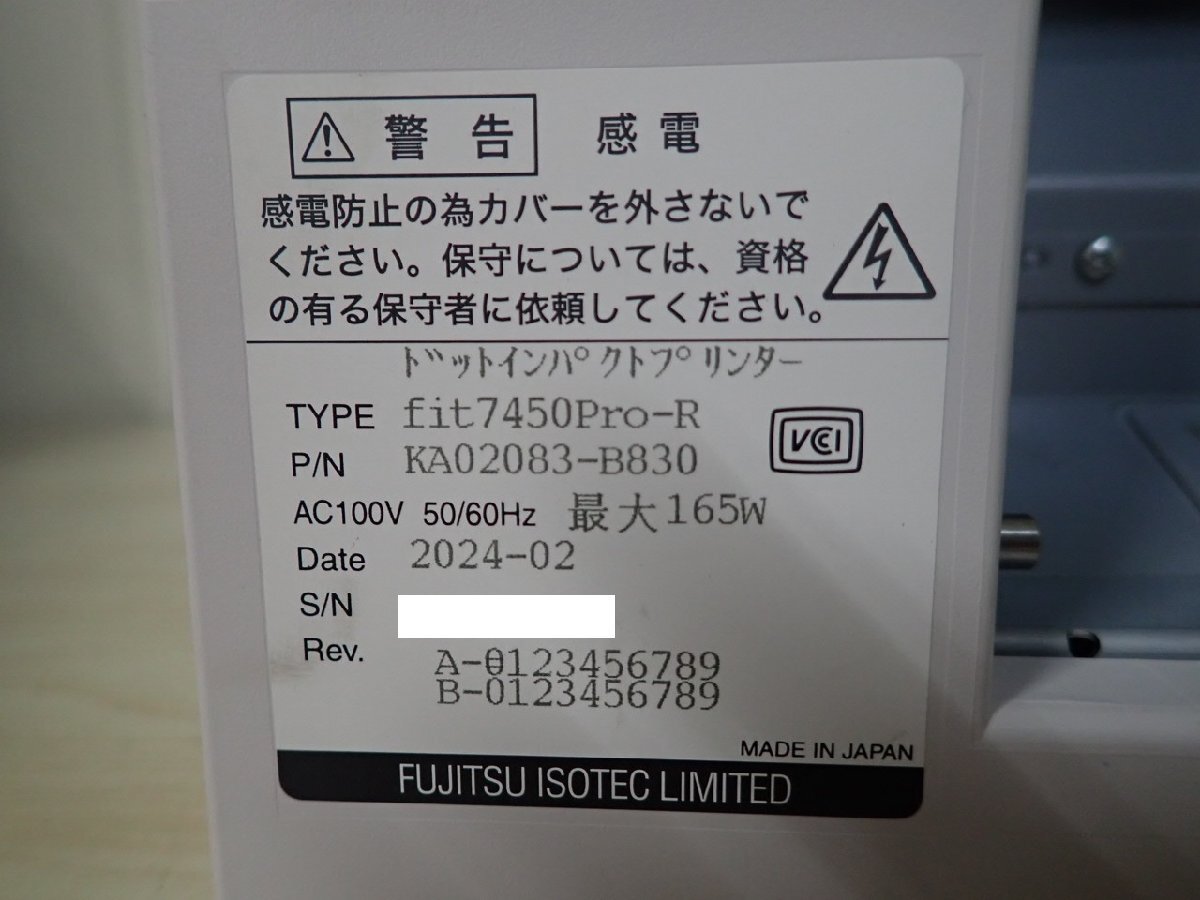 警告 感電
感電防止の為カバーを外さないで
ください。保守については、資格
の有る保守者に依頼してください。
ドットインパクトプリンター
TYPE fit7450Pro-R
P/N KA02083-B830
VCCI
AC100V 50/60Hz 最大165W
Date 2024-02
S/N
Rev. A-0123456789
B-0123456789
MADE IN JAPAN
FUJITSU ISOTEC LIMITED